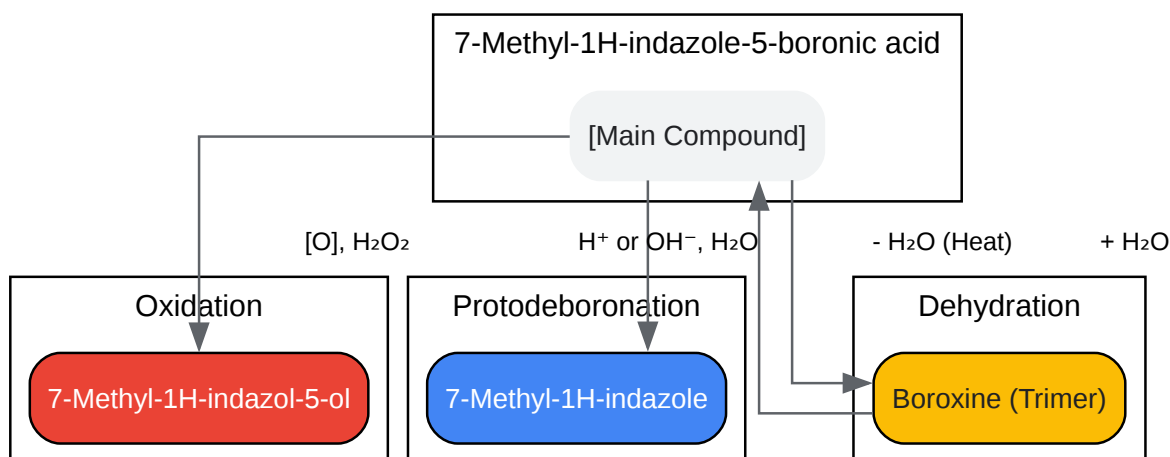 7-Methyl-1H-indazole-5-boronic acid
[Main Compound]
[O], H₂O₂
H⁺ or OH⁻, H₂O
- H₂O (Heat)
+ H₂O
Oxidation
Protodeboronation
Dehydration
7-Methyl-1H-indazol-5-ol
7-Methyl-1H-indazole
Boroxine (Trimer)